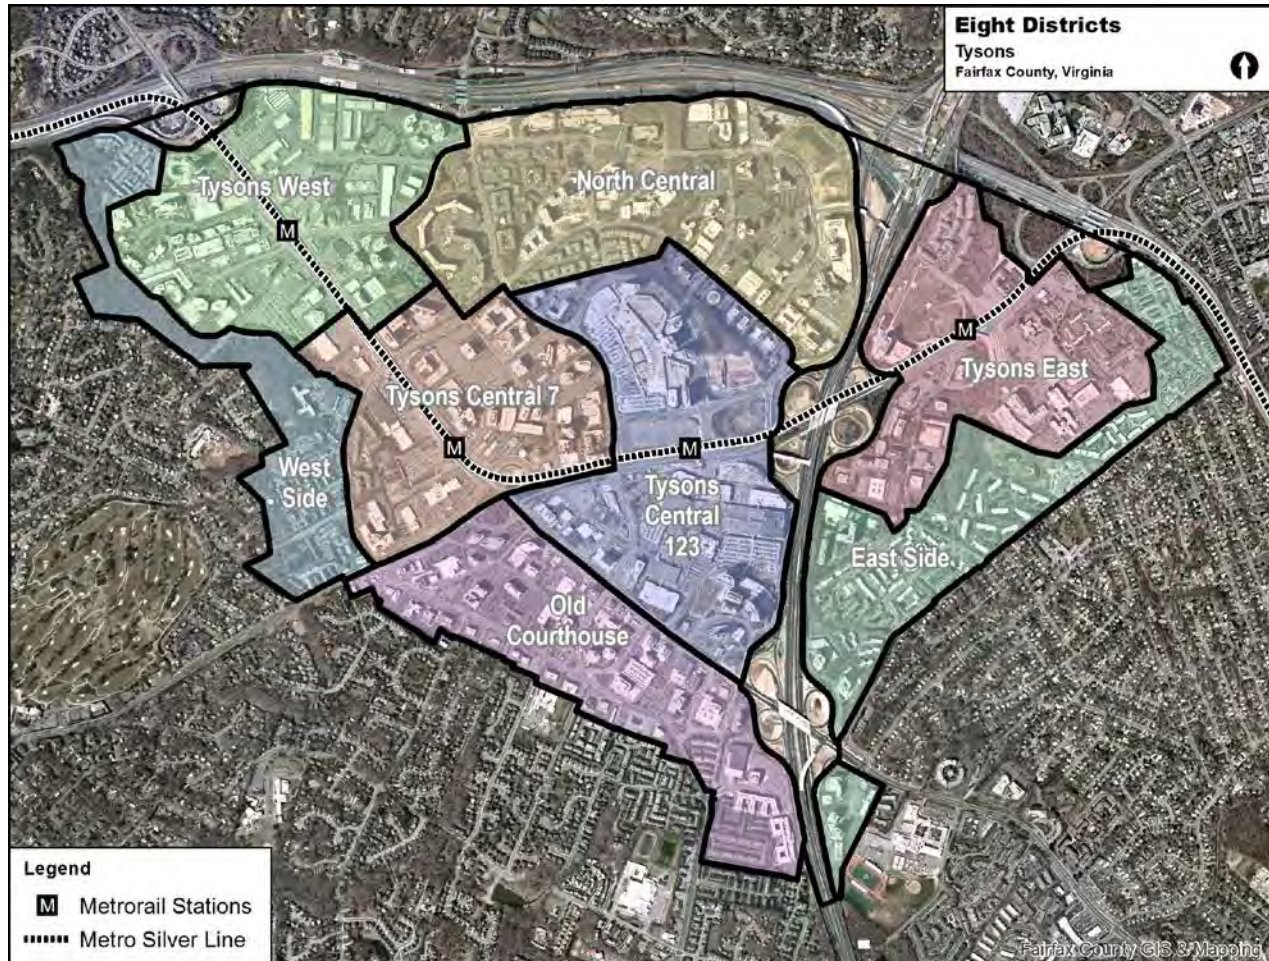 Eight Districts
Tysons
Fairfax County, Virginia
Tysons West
M
North Central
M
Tysons East
Tysons Central 7
M
M
West
Side
Tysons
Central
123
East Side
Old
Courthouse
Legend
M Metrorail Stations
Metro Silver Line
Fairfax County GIS & Mapping